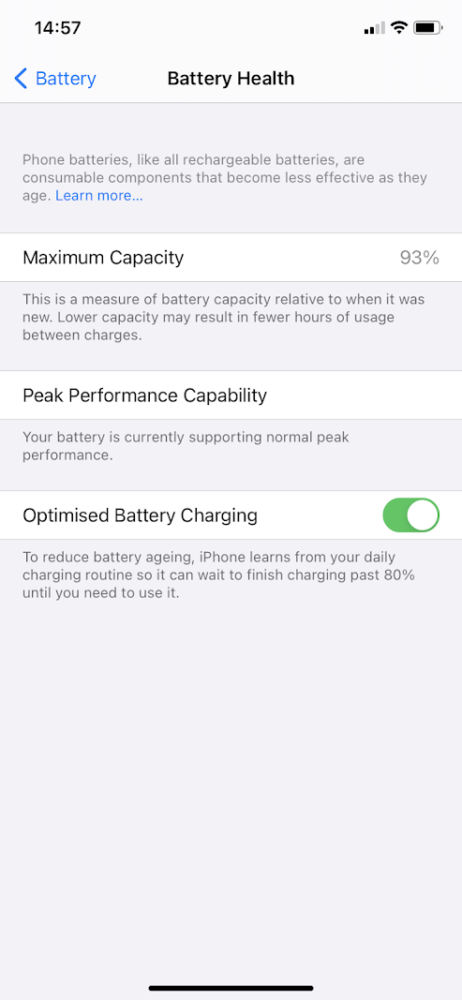 14:57
Battery
Battery Health
Phone batteries, like all rechargeable batteries, are
consumable components that become less effective as they
age. Learn more...
Maximum Capacity
93%
This is a measure of battery capacity relative to when it was
new. Lower capacity may result in fewer hours of usage
between charges.
Peak Performance Capability
Your battery is currently supporting normal peak
performance.
Optimised Battery Charging
To reduce battery ageing, iPhone learns from your daily
charging routine so it can wait to finish charging past 80%
until you need to use it.